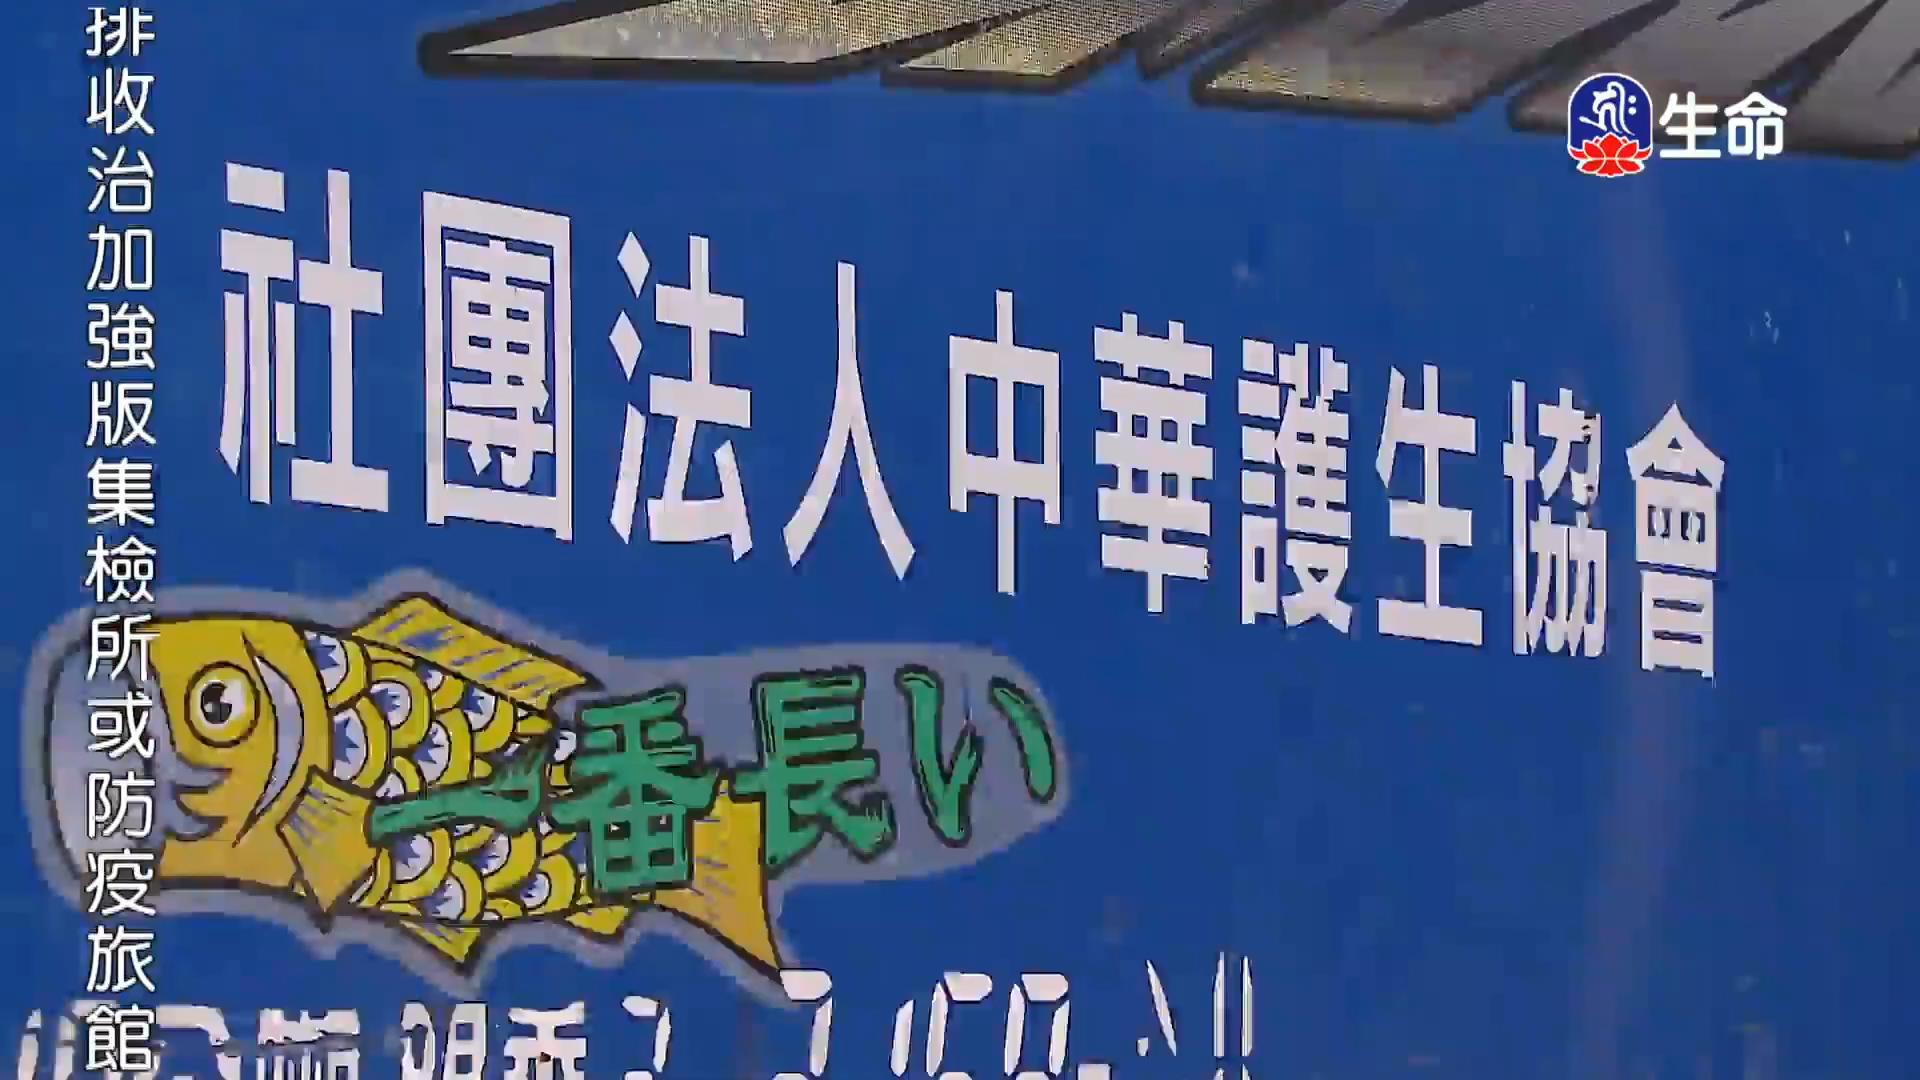 排收治加強版集檢所或防疫旅館
生命
社團法人中華護生協會
一番長い